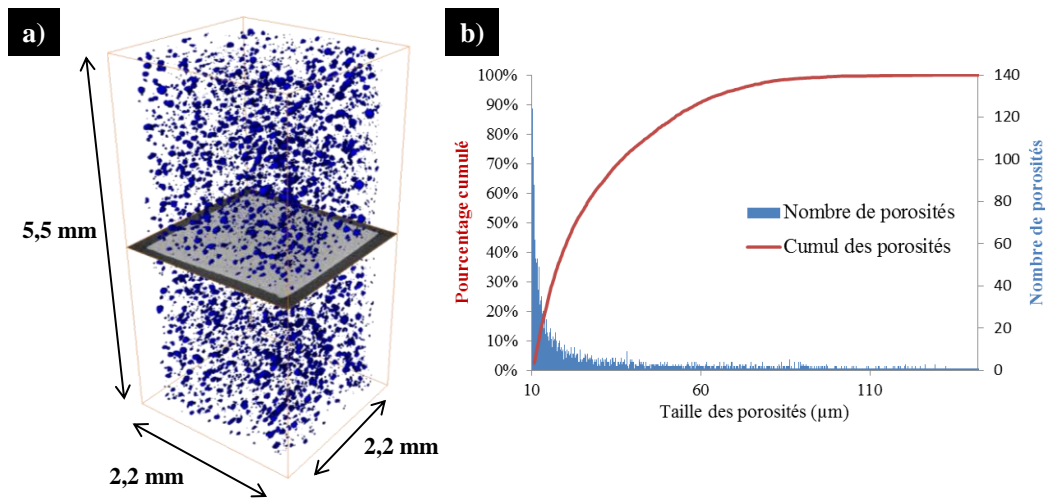 a)
5,5 mm
2,2 mm
2,2 mm
b)
Pourcentage cumulé
100%
90%
80%
70%
60%
50%
40%
30%
20%
10%
0%
140
120
100
80
60
40
20
0
Nombre de porosités
Nombre de porosités
Cumul des porosités
10
60
110
Taille des porosités (µm)